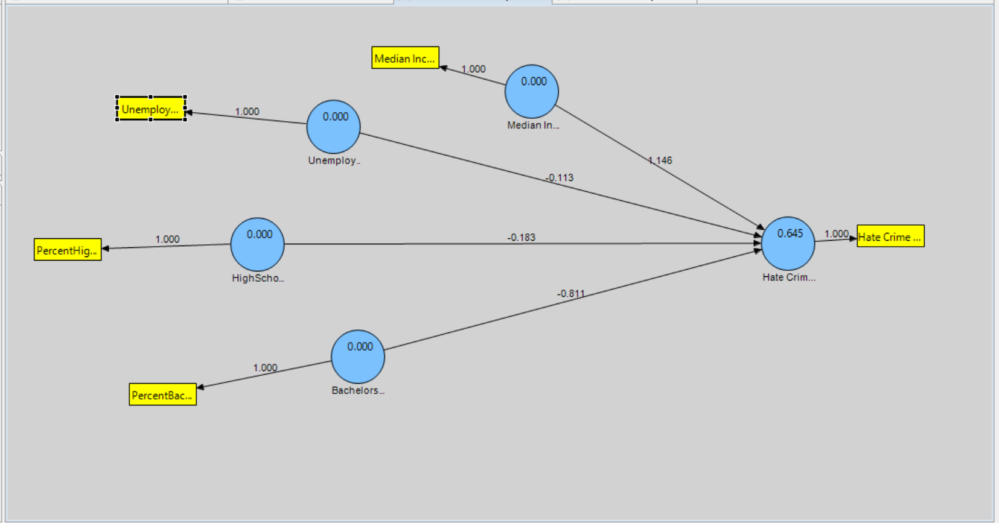 Median Inc...
1.000
0.000
Median In...
Unemploy...
1.000
0.000
Unemploy..
1.146
-0.113
PercentHig...
1.000
0.000
HighScho...
-0.183
0.645
Hate Crim...
1.000
Hate Crime ...
-0.811
0.000
Bachelors...
1.000
PercentBac...